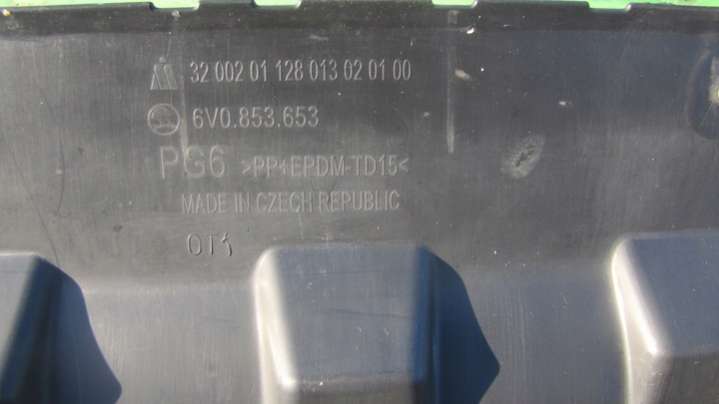 32 002 01 128 013 02 01 00
6V0.853.653
PG6 >PP+EPDM-TD15<
MADE IN CZECH REPUBLIC